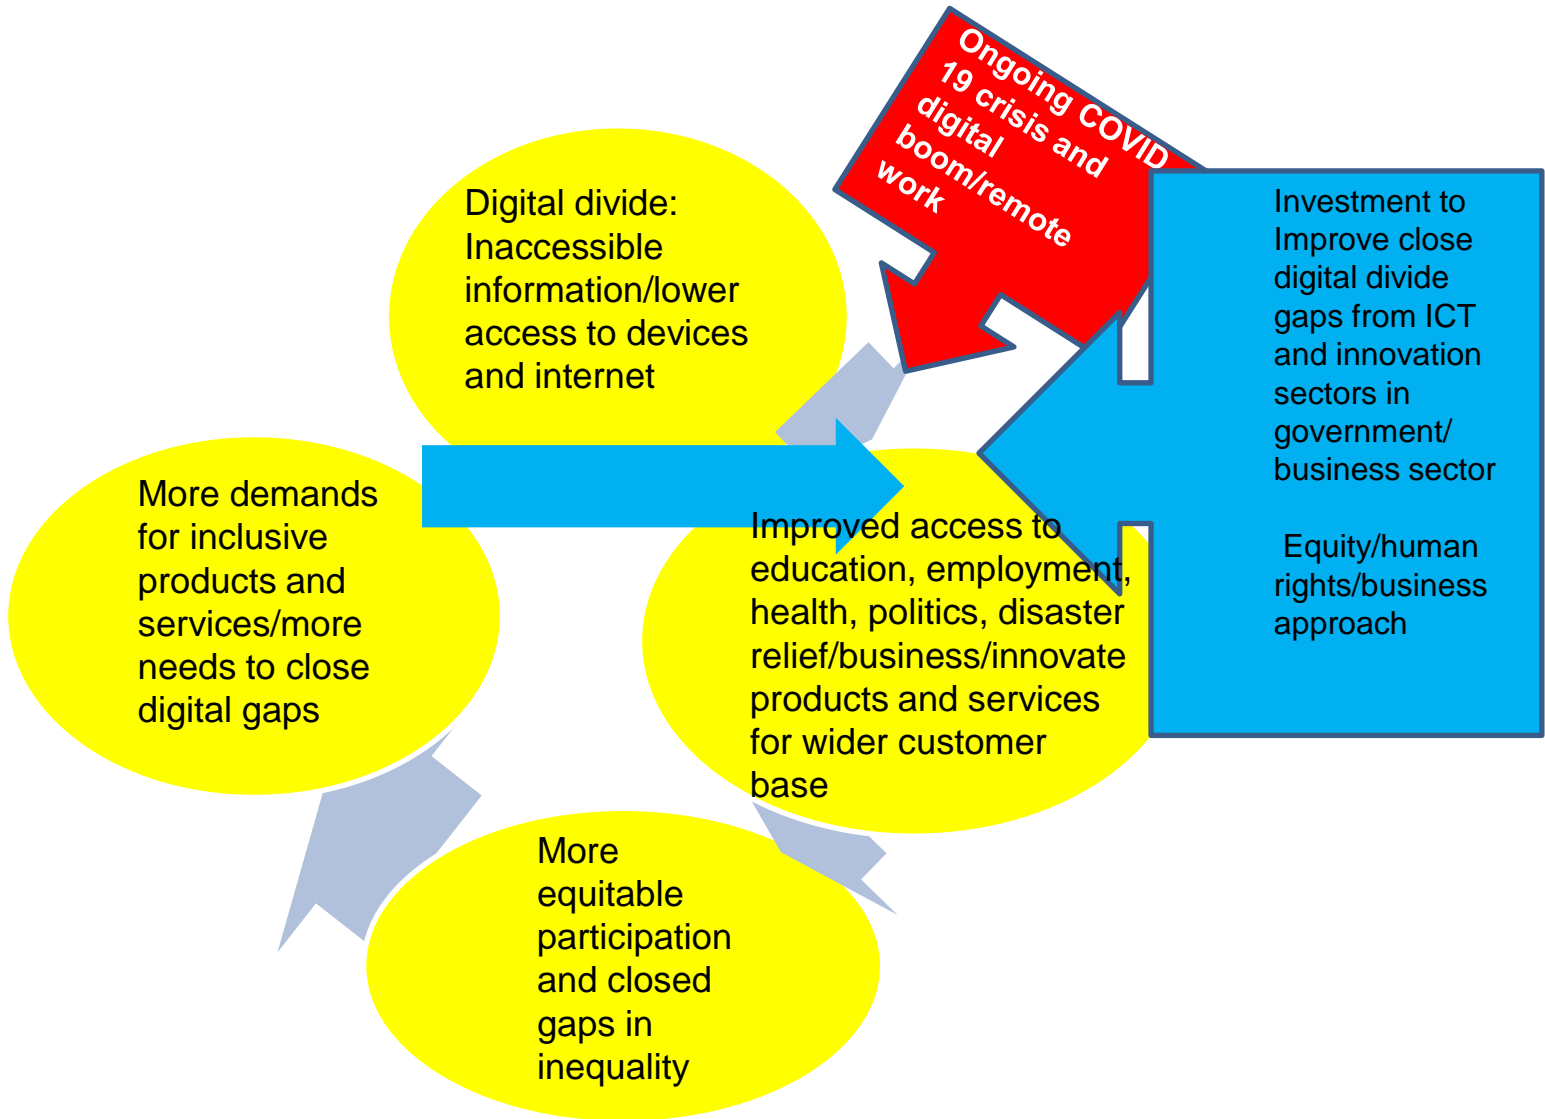 Ongoing COVID
19 crisis and
digital
boom/remote
work
Digital divide:
Inaccessible
information/lower
access to devices
and internet
Investment to
Improve close
digital divide
gaps from ICT
and innovation
sectors in
government/
business sector
Equity/human
rights/business
approach
More demands
for inclusive
products and
services/more
needs to close
digital gaps
Improved access to
education, employment,
health, politics, disaster
relief/business/innovate
products and services
for wider customer
base
More
equitable
participation
and closed
gaps in
inequality